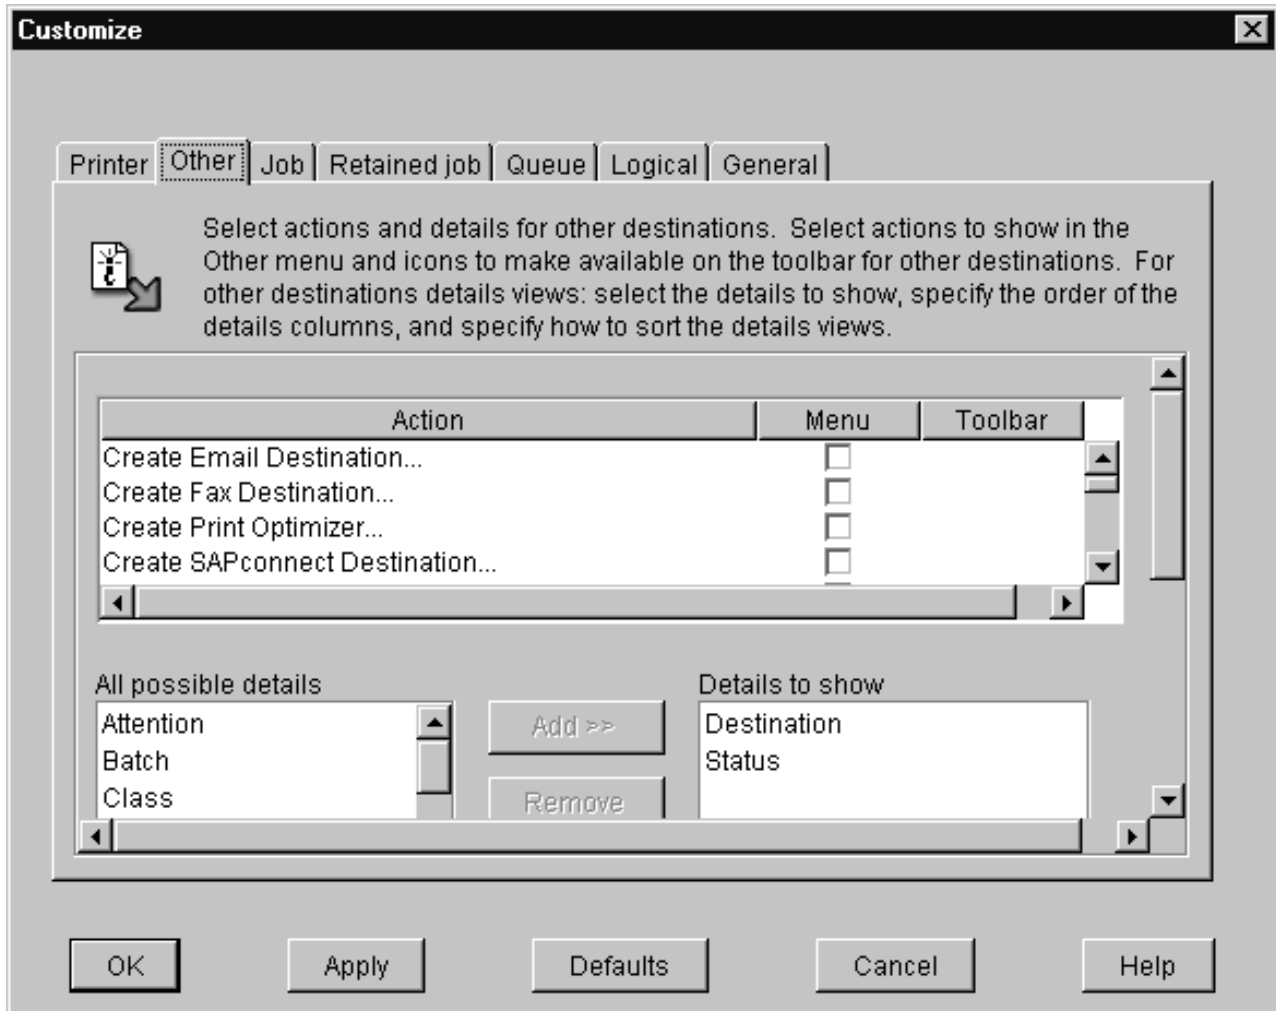 Customize
Printer Other Job Retained job Queue Logical General
Select actions and details for other destinations. Select actions to show in the
Other menu and icons to make available on the toolbar for other destinations. For
other destinations details views: select the details to show, specify the order of the
details columns, and specify how to sort the details views.
Action Menu Toolbar
Create Email Destination...
Create Fax Destination...
Create Print Optimizer...
Create SAPconnect Destination...
All possible details Details to show
Attention Add >> Destination
Batch Status
Class Remove
OK Apply Defaults Cancel Help